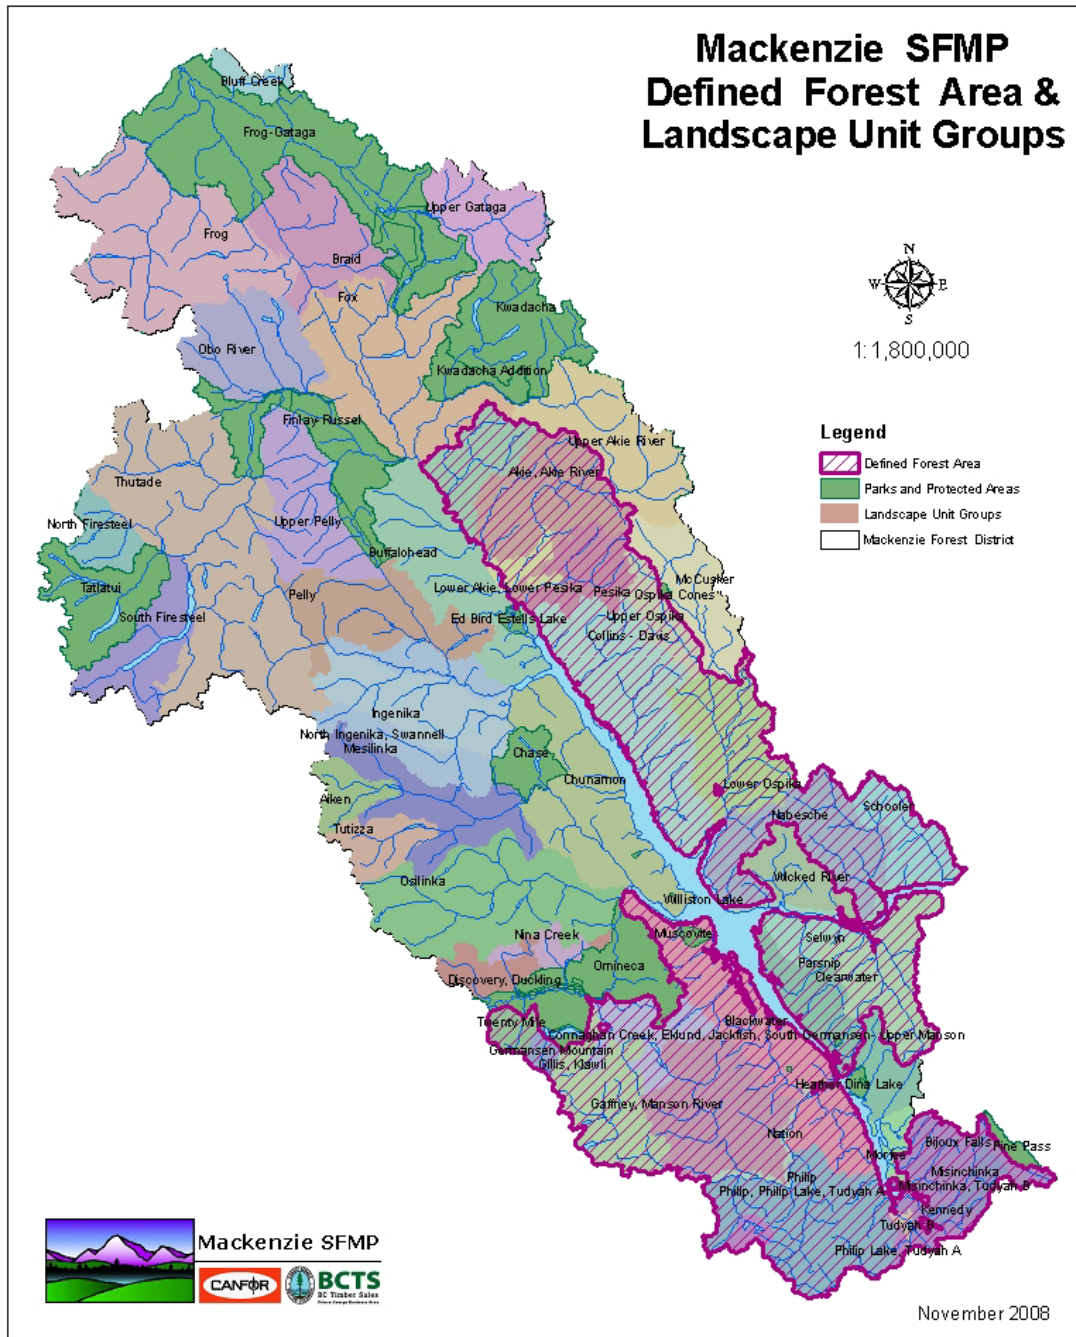 Mackenzie SFMP
Defined Forest Area &
Landscape Unit Groups
Bluff Creek
Frog-Gataga
Upper Gataga
Frog
Braid
Fox
Kwadacha
Obo River
Kwadacha Addition
Finlay-Russel
Upper Akie River
Akie, Akie River
Thutade
North Firesteel
Upper Pelly
Buffalohead
Tatlatui
South Firesteel
Pelly
Lower Akie, Lower Pesika
Pesika
McCusker
Ospika Cones
Upper Ospika
Ed Bird Estella Lake
Collins - Davis
Ingenika
North Ingenika, Swannell
Mesilinka
Chase
Chunamon
Aiken
Lower Ospika
Schooler
Nabesche
Tutizza
Osilinka
Wicked River
Williston Lake
Nina Creek
Muscovite
Selwyn
Omineca
Parsnip
Clearwater
Discovery, Duckling
Twenty Mile
Blackwater
Connaghan Creek, Eklund, Jackfish, South Germansen- Upper Manson
Germansen Mountain
Gillis, Klawli
Heather Dina Lake
Gaffney, Manson River
Nation
Morfee
Bijoux Falls
Pine Pass
Philip
Misinchinka
Philip, Philip Lake, Tudyah A
Misinchinka, Tudyah B
Kennedy
Tudyah B
Philip Lake, Tudyah A
N
W
E
S
1:1,800,000
Legend
Defined Forest Area
Parks and Protected Areas
Landscape Unit Groups
Mackenzie Forest District
Mackenzie SFMP
CANFOR
BCTS
BC Timber Sales
November 2008